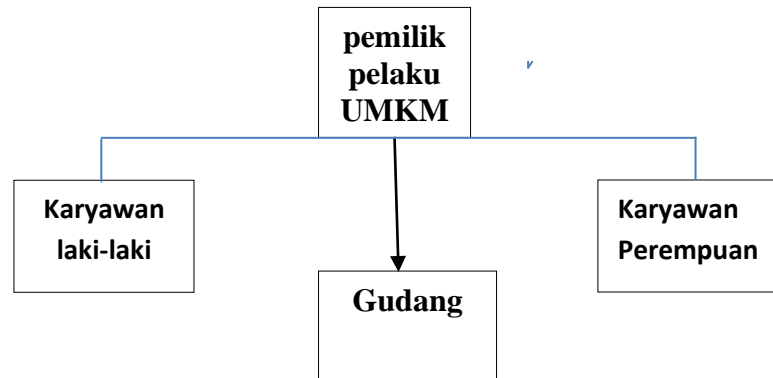 pemilik
pelaku
UMKM
Karyawan
laki-laki
Karyawan
Perempuan
Gudang